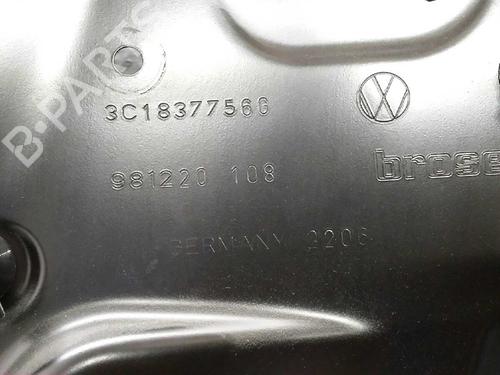 3C1837756G
981220 108
brose
GERMANY 2206
B-PARTS